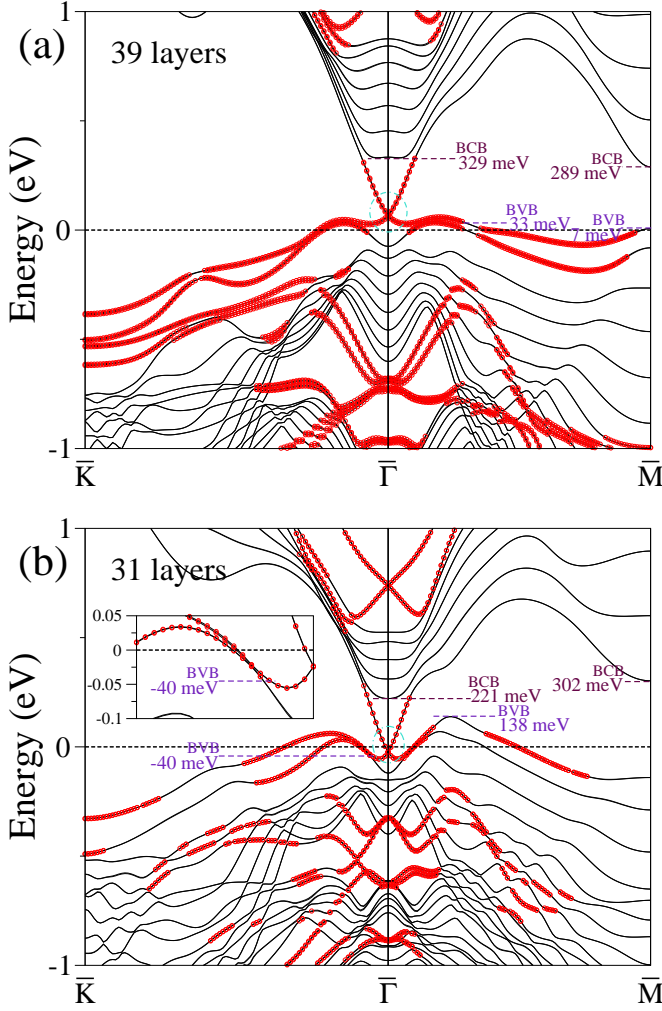 (a)
39 layers
Energy (eV)
1
0
-1
BCB
329 meV
BCB
289 meV
BVB
33 meV
BVB
7 meV
K̅
Γ̅
M̅
(b)
31 layers
Energy (eV)
1
0
-1
0.05
0
-0.05
-0.1
BVB
-40 meV
BCB
221 meV
BCB
302 meV
BVB
138 meV
BVB
-40 meV
K̅
Γ̅
M̅